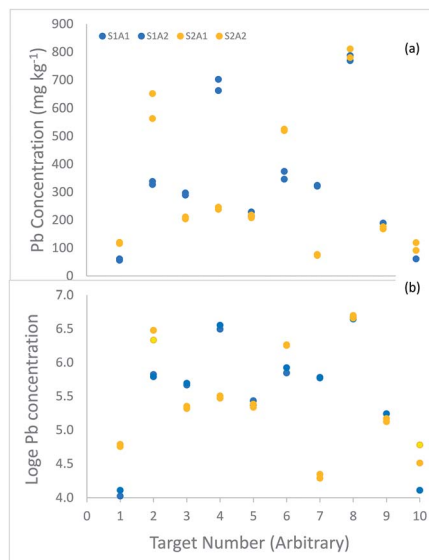 S1A1 S1A2 S2A1 S2A2
(a)
900
800
700
600
500
400
300
200
100
0
Pb Concentration (mg kg⁻¹)
(b)
7.0
6.5
6.0
5.5
5.0
4.5
4.0
Loge Pb concentration
0 1 2 3 4 5 6 7 8 9 10
Target Number (Arbitrary)